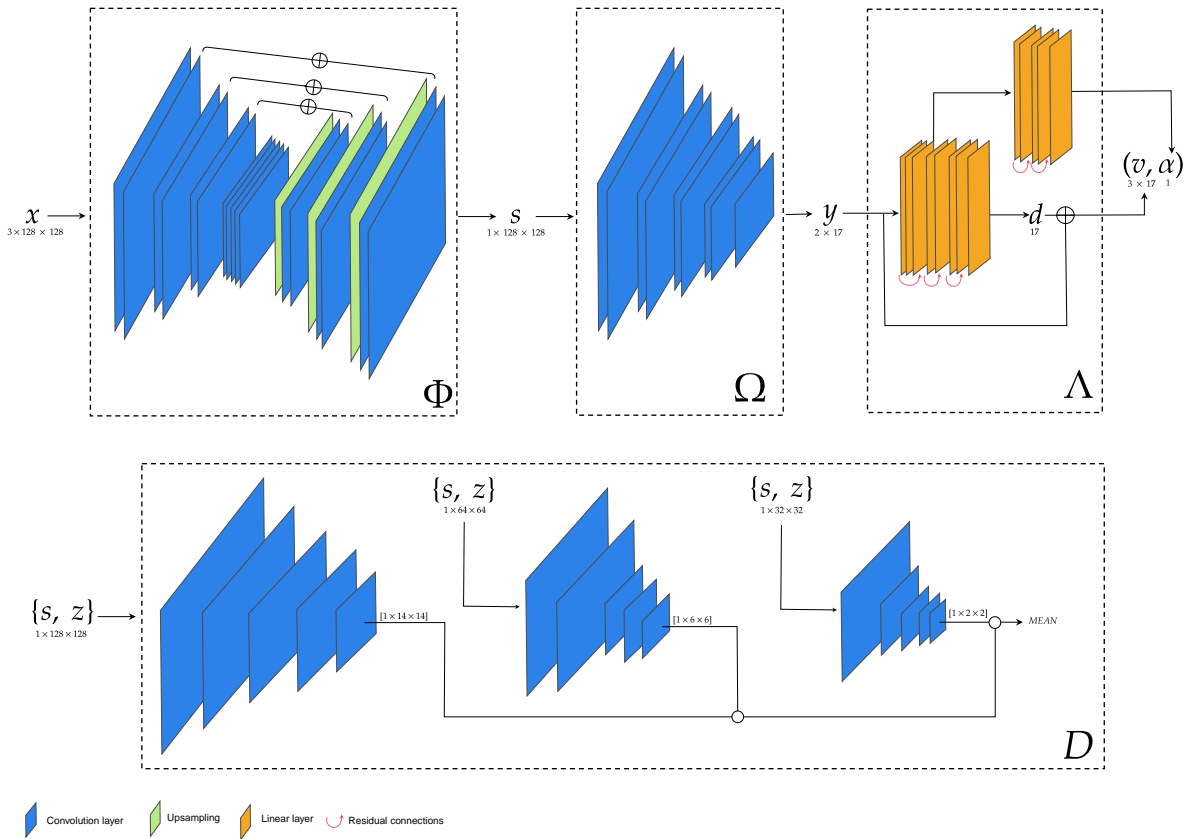 x
3×128 × 128
Φ
s
1× 128 × 128
Ω
y
2 × 17
d
17
(v, α)
3 × 17 1
Λ
{s, z}
1×128×128
[1×14×14]
{s, z}
1×64×64
[1×6×6]
{s, z}
1×32×32
[1×2×2]
MEAN
D
Convolution layer
Upsampling
Linear layer
Residual connections